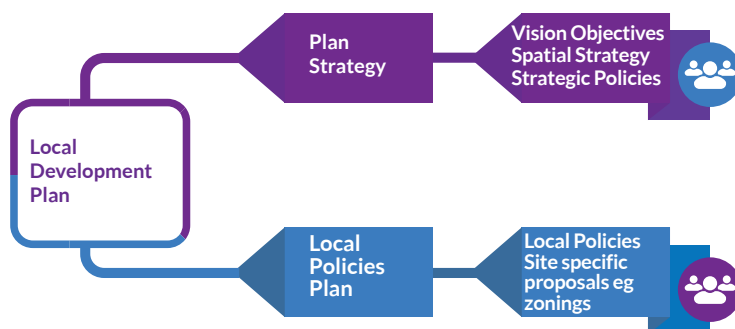 Local
Development
Plan
Plan
Strategy
Vision Objectives
Spatial Strategy
Strategic Policies
Local
Policies
Plan
Local Policies
Site specific
proposals eg
zonings